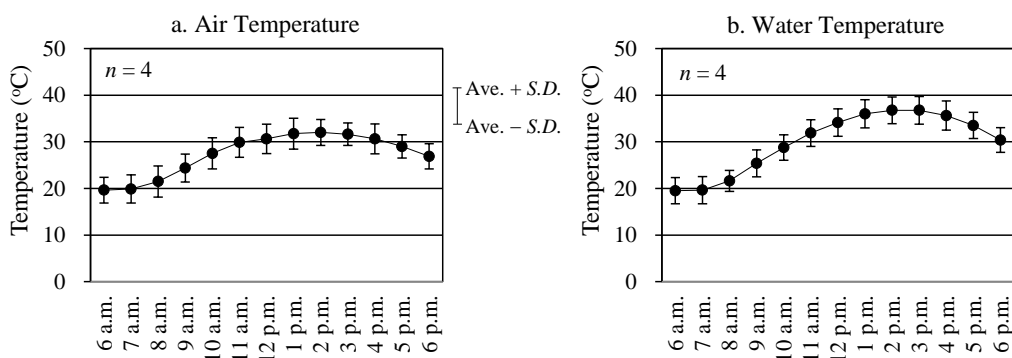 a. Air Temperature
Temperature (°C)
50
40
30
20
10
0
n = 4
6 a.m.
7 a.m.
8 a.m.
9 a.m.
10 a.m.
11 a.m.
12 p.m.
1 p.m.
2 p.m.
3 p.m.
4 p.m.
5 p.m.
6 p.m.
Ave. + S.D.
Ave. − S.D.
b. Water Temperature
Temperature (°C)
50
40
30
20
10
0
n = 4
6 a.m.
7 a.m.
8 a.m.
9 a.m.
10 a.m.
11 a.m.
12 p.m.
1 p.m.
2 p.m.
3 p.m.
4 p.m.
5 p.m.
6 p.m.